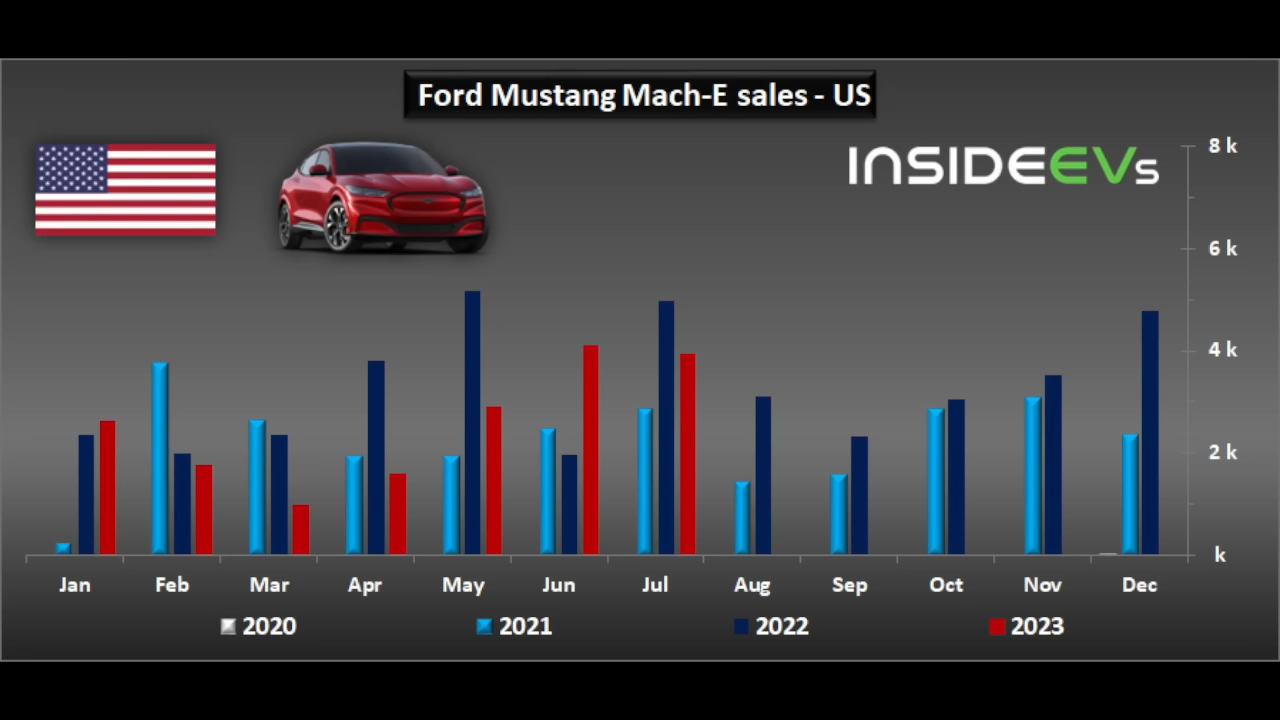 Ford Mustang Mach-E sales - US
INSIDEEVs
8 k
6 k
4 k
2 k
k
Jan Feb Mar Apr May Jun Jul Aug Sep Oct Nov Dec
2020 2021 2022 2023